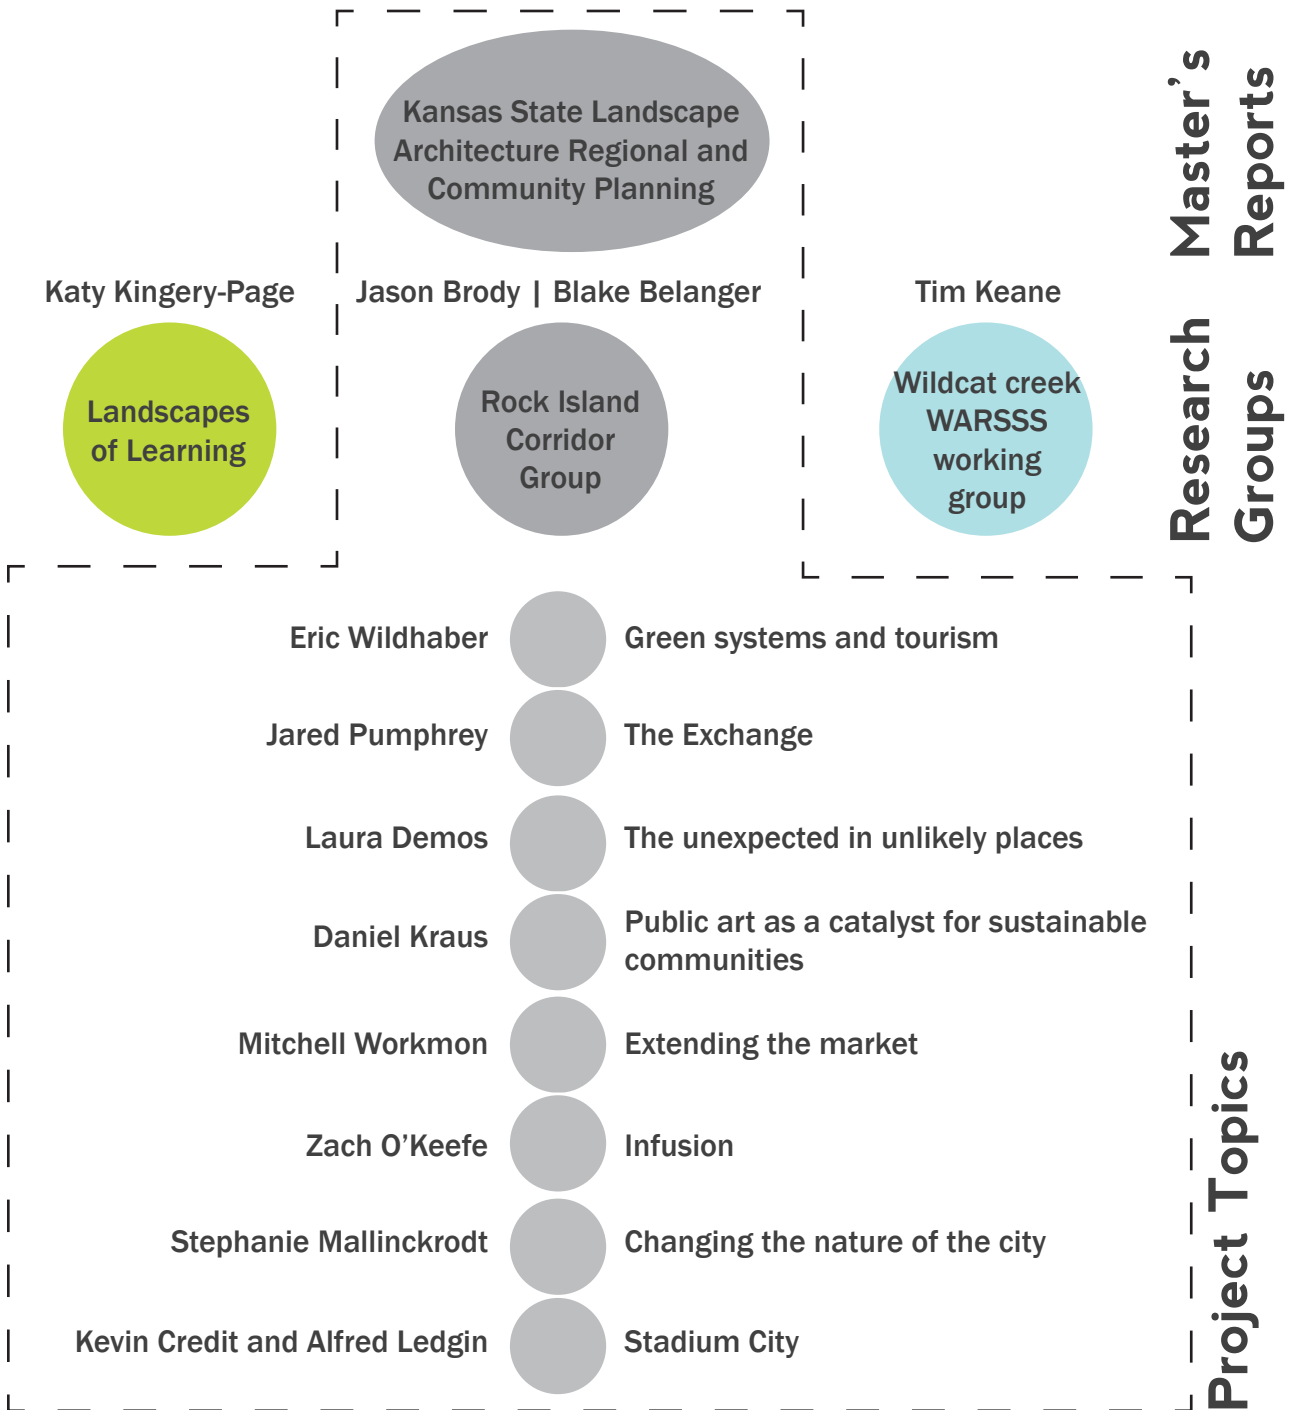 Kansas State Landscape
Architecture Regional and
Community Planning
Master's
Reports
Katy Kingery-Page
Jason Brody | Blake Belanger
Tim Keane
Landscapes
of Learning
Rock Island
Corridor
Group
Wildcat creek
WARSSS
working
group
Research
Groups
Eric Wildhaber
Green systems and tourism
Jared Pumphrey
The Exchange
Laura Demos
The unexpected in unlikely places
Daniel Kraus
Public art as a catalyst for sustainable
communities
Mitchell Workmon
Extending the market
Zach O'Keefe
Infusion
Stephanie Mallinckrodt
Changing the nature of the city
Kevin Credit and Alfred Ledgin
Stadium City
Project Topics